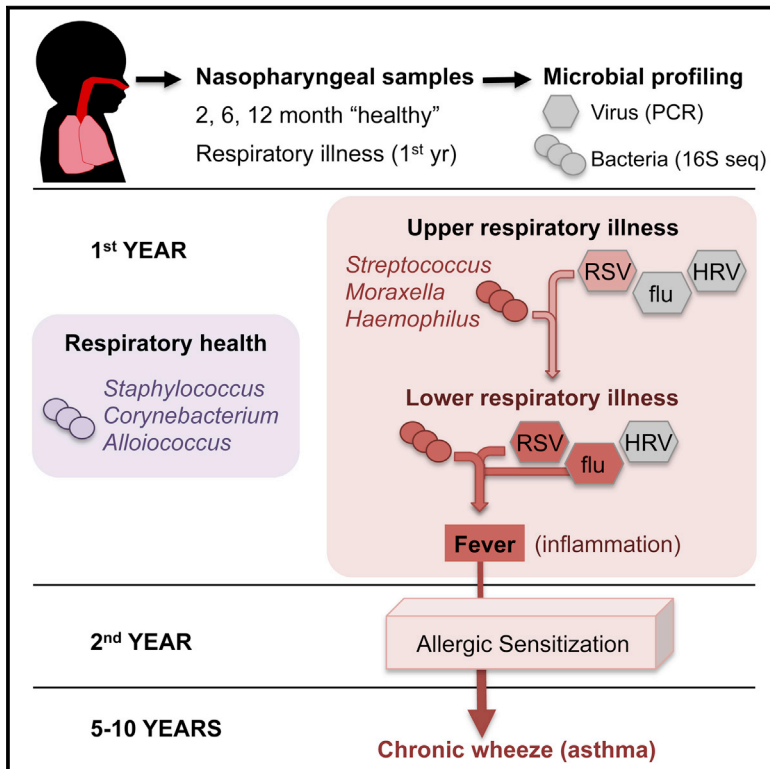 Nasopharyngeal samples
2, 6, 12 month “healthy”
Respiratory illness (1st yr)
Microbial profiling
Virus (PCR)
Bacteria (16S seq)
1st YEAR
Respiratory health
Staphylococcus
Corynebacterium
Alloiococcus
Upper respiratory illness
Streptococcus
Moraxella
Haemophilus
RSV
flu
HRV
Lower respiratory illness
RSV
flu
HRV
Fever (inflammation)
2nd YEAR
Allergic Sensitization
5-10 YEARS
Chronic wheeze (asthma)